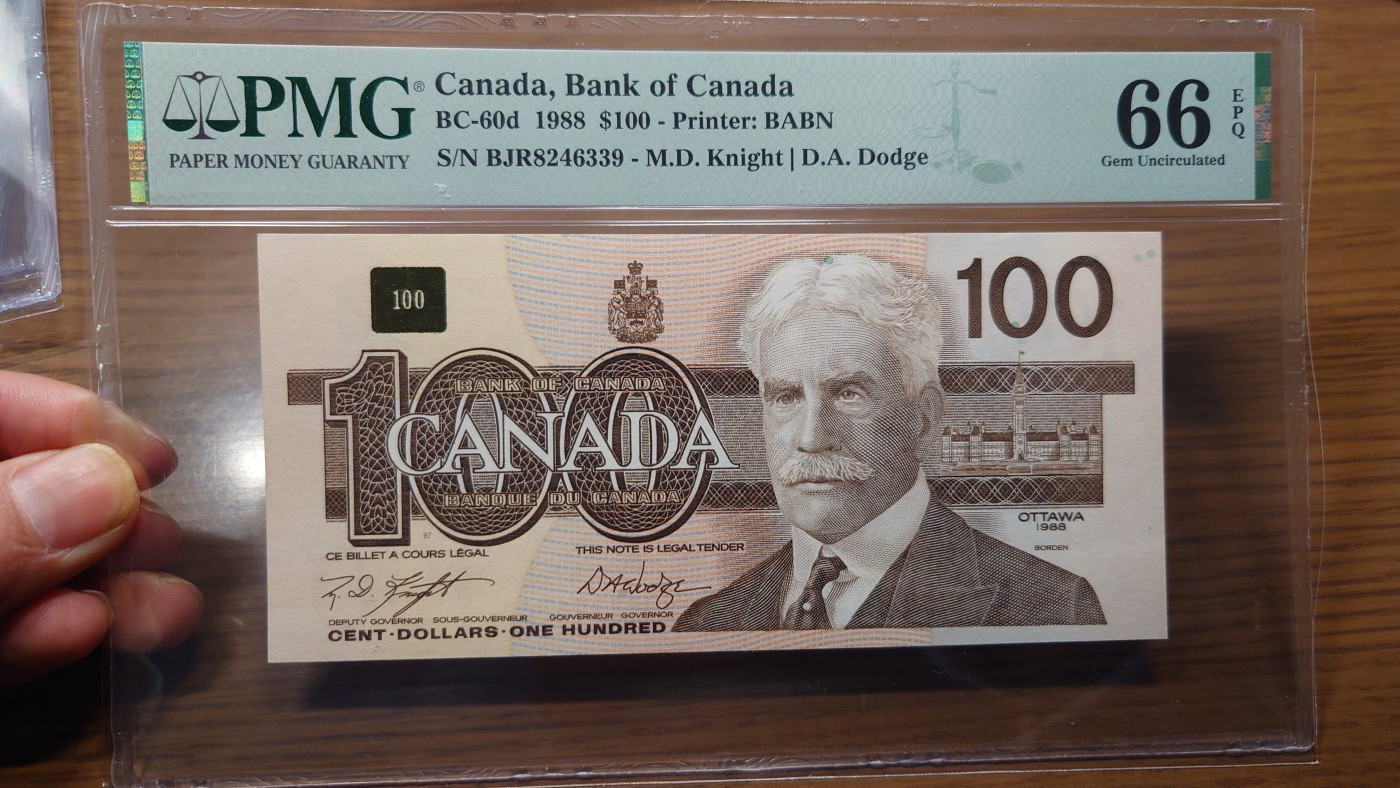 PMG®
PAPER MONEY GUARANTY
Canada, Bank of Canada
BC-60d 1988 $100 - Printer: BABN
S/N BJR8246339 - M.D. Knight | D.A. Dodge
66
EPQ
Gem Uncirculated
100
100
100
BANK OF CANADA
CANADA
BANQUE DU CANADA
OTTAWA
1988
BORDEN
CE BILLET A COURS LÉGAL
THIS NOTE IS LEGAL TENDER
DEPUTY GOVERNOR SOUS-GOUVERNEUR
GOUVERNEUR GOVERNOR
CENT·DOLLARS·ONE HUNDRED